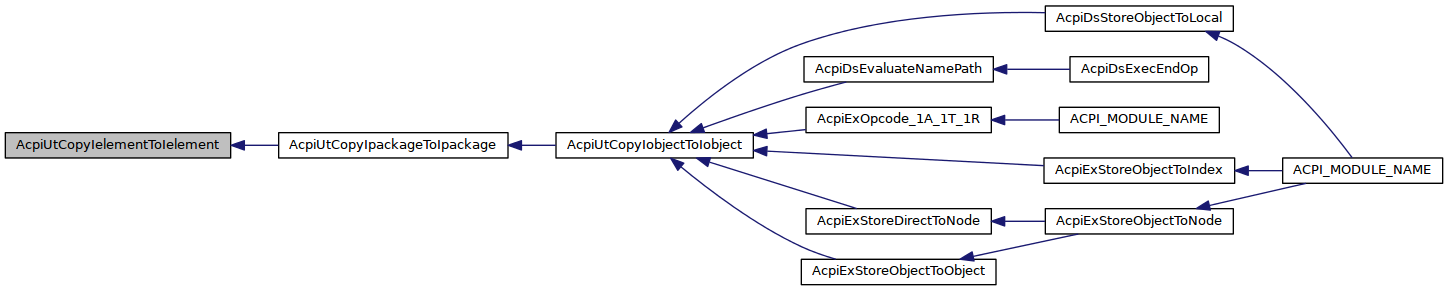 AcpiDsStoreObjectToLocal
AcpiDsEvaluateNamePath
AcpiDsExecEndOp
AcpiExOpcode_1A_1T_1R
ACPI_MODULE_NAME
AcpiUtCopyIelementToIelement
AcpiUtCopyIpackageToIpackage
AcpiUtCopyIobjectToIobject
AcpiExStoreObjectToIndex
ACPI_MODULE_NAME
AcpiExStoreDirectToNode
AcpiExStoreObjectToNode
AcpiExStoreObjectToObject